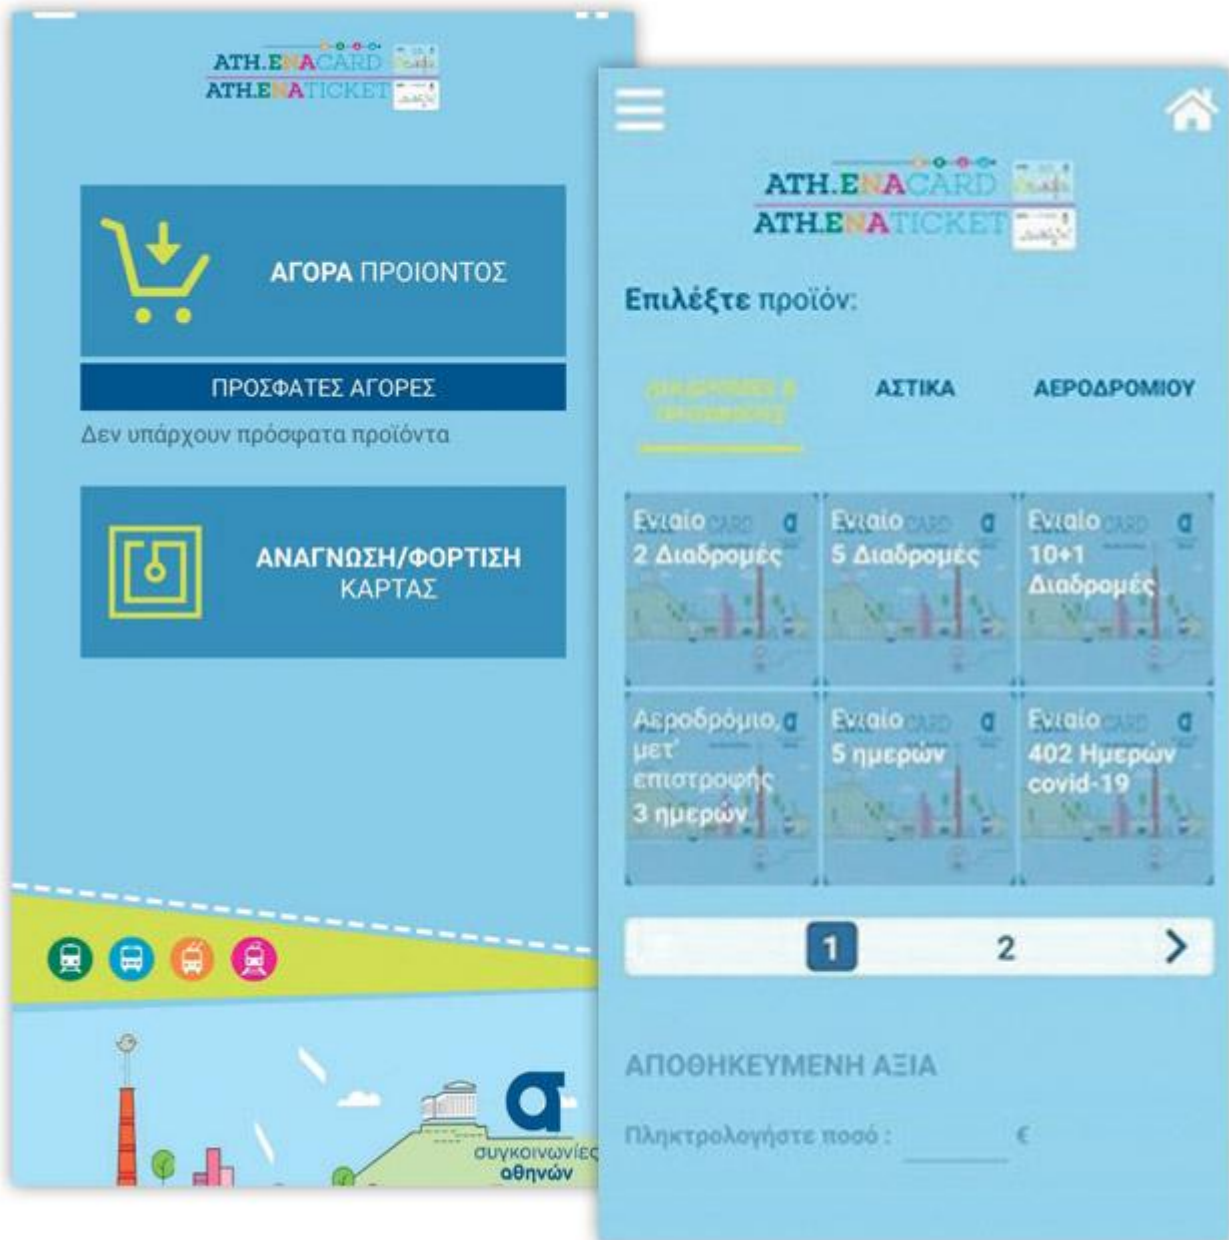 ATH.ENACARD
ATH.ENATICKET
ΑΓΟΡΑ ΠΡΟΙΟΝΤΟΣ
ΠΡΟΣΦΑΤΕΣ ΑΓΟΡΕΣ
Δεν υπάρχουν πρόσφατα προϊόντα
ΑΝΑΓΝΩΣΗ/ΦΟΡΤΙΣΗ
ΚΑΡΤΑΣ
συγκοινωνίες
αθηνών
ATH.ENACARD
ATH.ENATICKET
Επιλέξτε προϊόν:
ΑΣΤΙΚΑ
ΑΕΡΟΔΡΟΜΙΟΥ
Ενιαίο
2 Διαδρομές
Ενιαίο
5 Διαδρομές
Ενιαίο
10+1
Διαδρομές
Αεροδρόμιο,
μετ'
επιστροφής
3 ημερών
Ενιαίο
5 ημερών
Ενιαίο
402 Ημερών
covid-19
1 2
ΑΠΟΘΗΚΕΥΜΕΝΗ ΑΞΙΑ
Πληκτρολογήστε ποσό : €